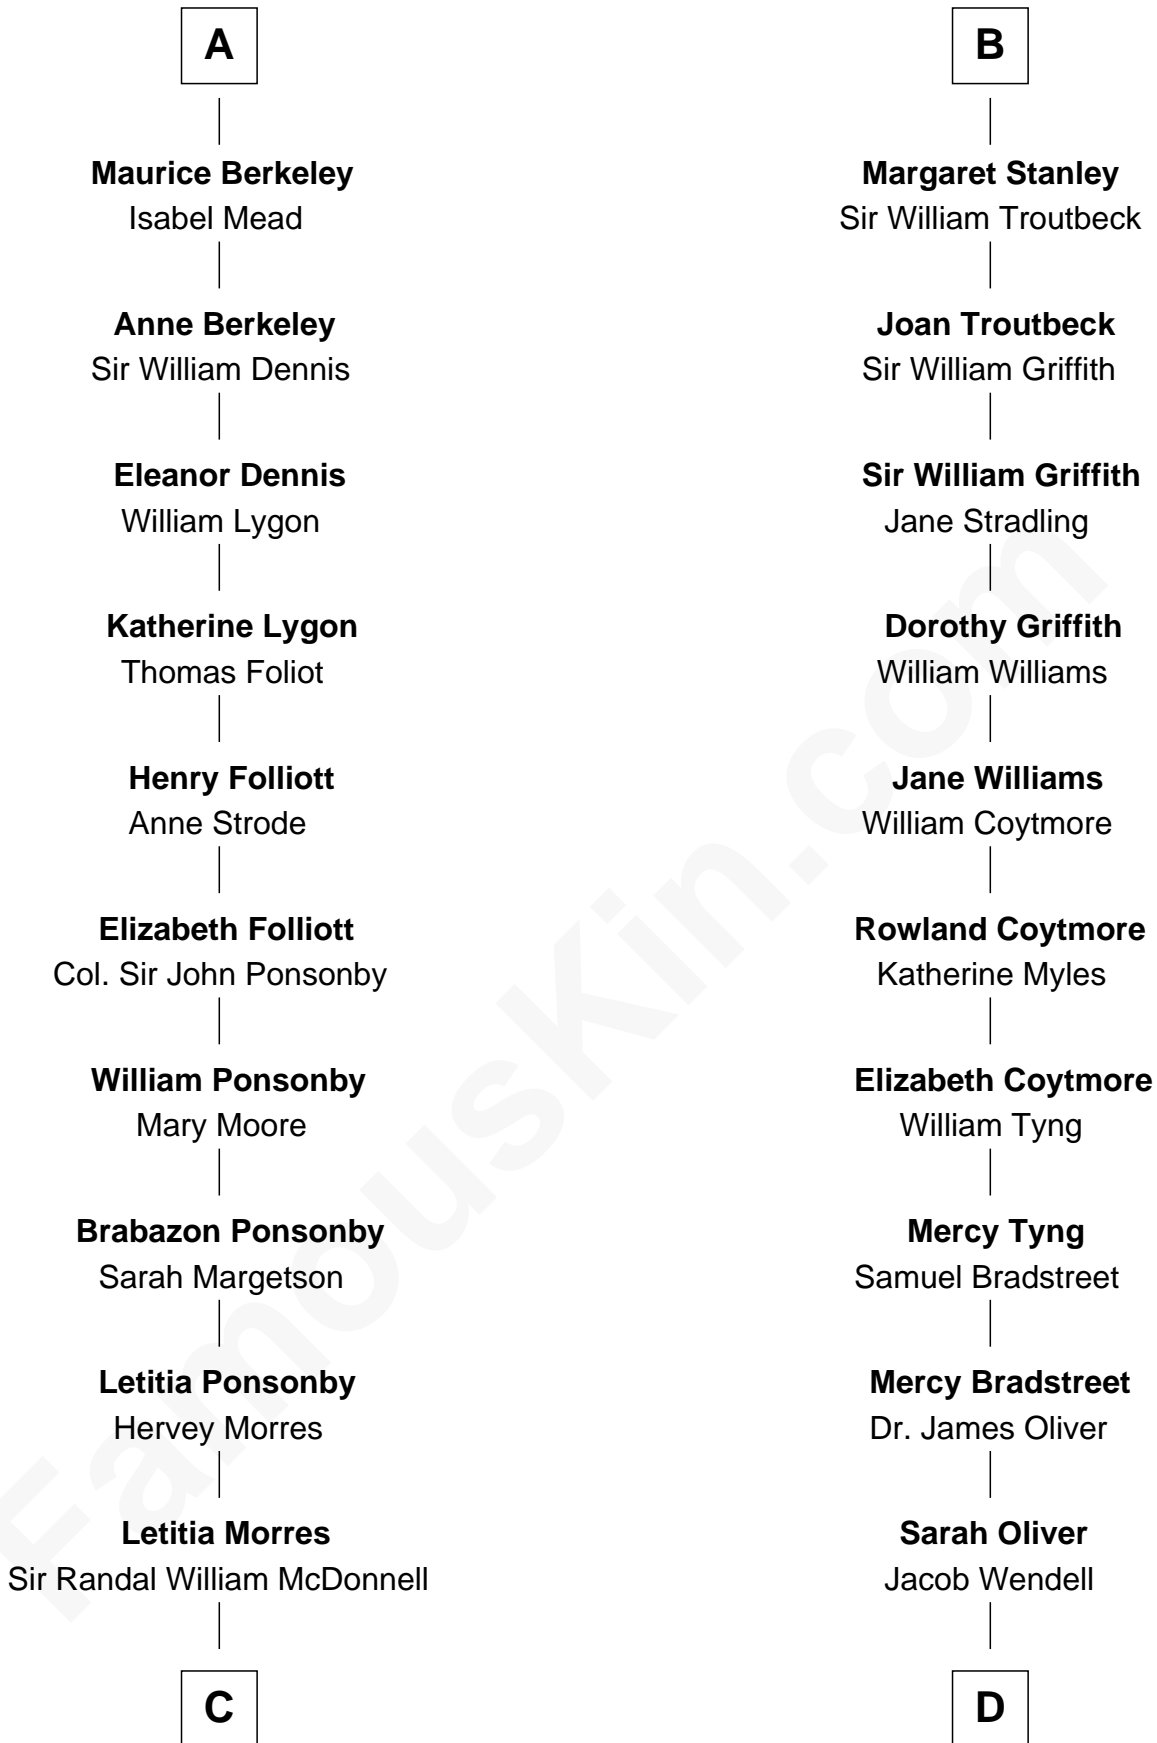 A
Maurice Berkeley
Isabel Mead
Anne Berkeley
Sir William Dennis
Eleanor Dennis
William Lygon
Katherine Lygon
Thomas Foliot
Henry Folliott
Anne Strode
Elizabeth Folliott
Col. Sir John Ponsonby
William Ponsonby
Mary Moore
Brabazon Ponsonby
Sarah Margetson
Letitia Ponsonby
Hervey Morres
Letitia Morres
Sir Randal William McDonnell
C
B
Margaret Stanley
Sir William Troutbeck
Joan Troutbeck
Sir William Griffith
Sir William Griffith
Jane Stradling
Dorothy Griffith
William Williams
Jane Williams
William Coytmore
Rowland Coytmore
Katherine Myles
Elizabeth Coytmore
William Tyng
Mercy Tyng
Samuel Bradstreet
Mercy Bradstreet
Dr. James Oliver
Sarah Oliver
Jacob Wendell
D
FamousKin.com